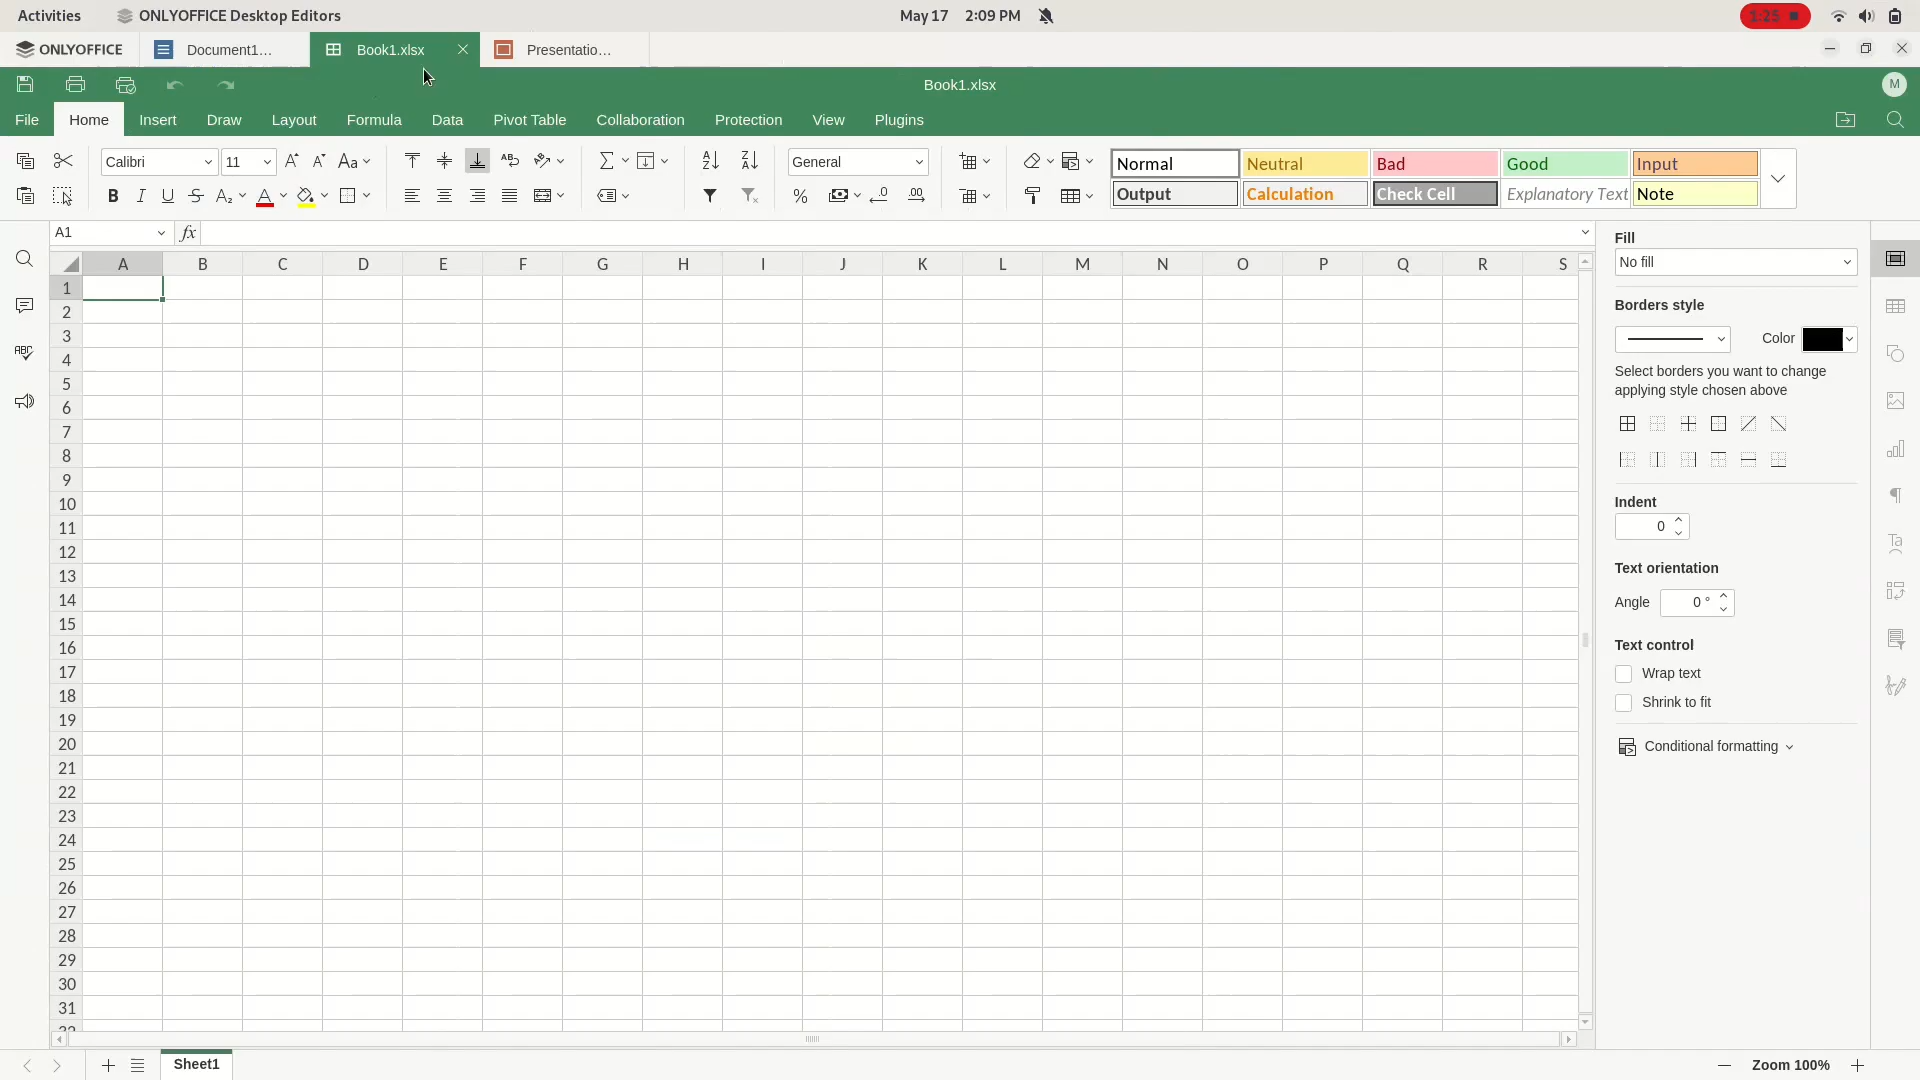 Activities ONLYOFFICE Desktop Editors May 17 2:09 PM 1:25
ONLYOFFICE Document1... Book1.xlsx Presentatio...
Book1.xlsx M
File Home Insert Draw Layout Formula Data Pivot Table Collaboration Protection View Plugins
Calibri 11 General Normal Neutral Bad Good Input
Output Calculation Check Cell Explanatory Text Note
A1 fx
Fill
No fill
A B C D E F G H I J K L M N O P Q R S
1
2
3
4
5
6
7
8
9
10
11
12
13
14
15
16
17
18
19
20
21
22
23
24
25
26
27
28
29
30
31
32
Borders style
Color
Select borders you want to change
applying style chosen above
Indent
0
Text orientation
Angle 0 °
Text control
Wrap text
Shrink to fit
Conditional formatting
Sheet1 Zoom 100%